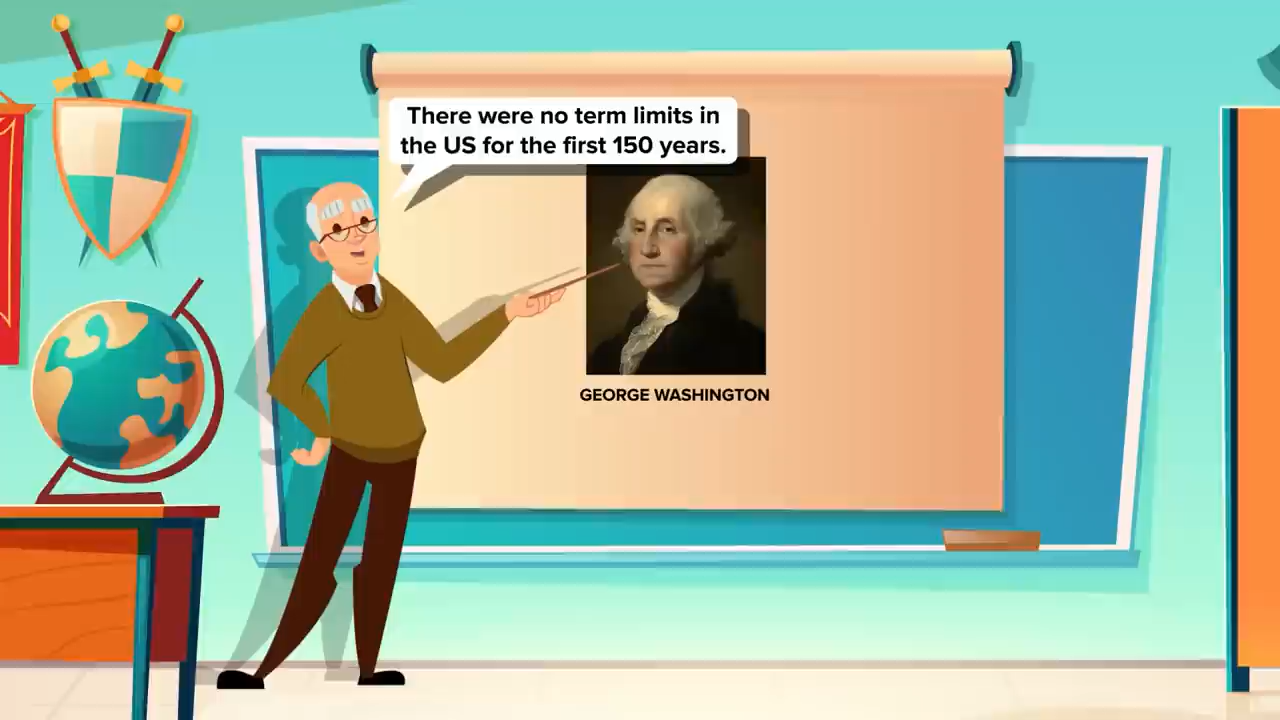 There were no term limits in
the US for the first 150 years.
GEORGE WASHINGTON